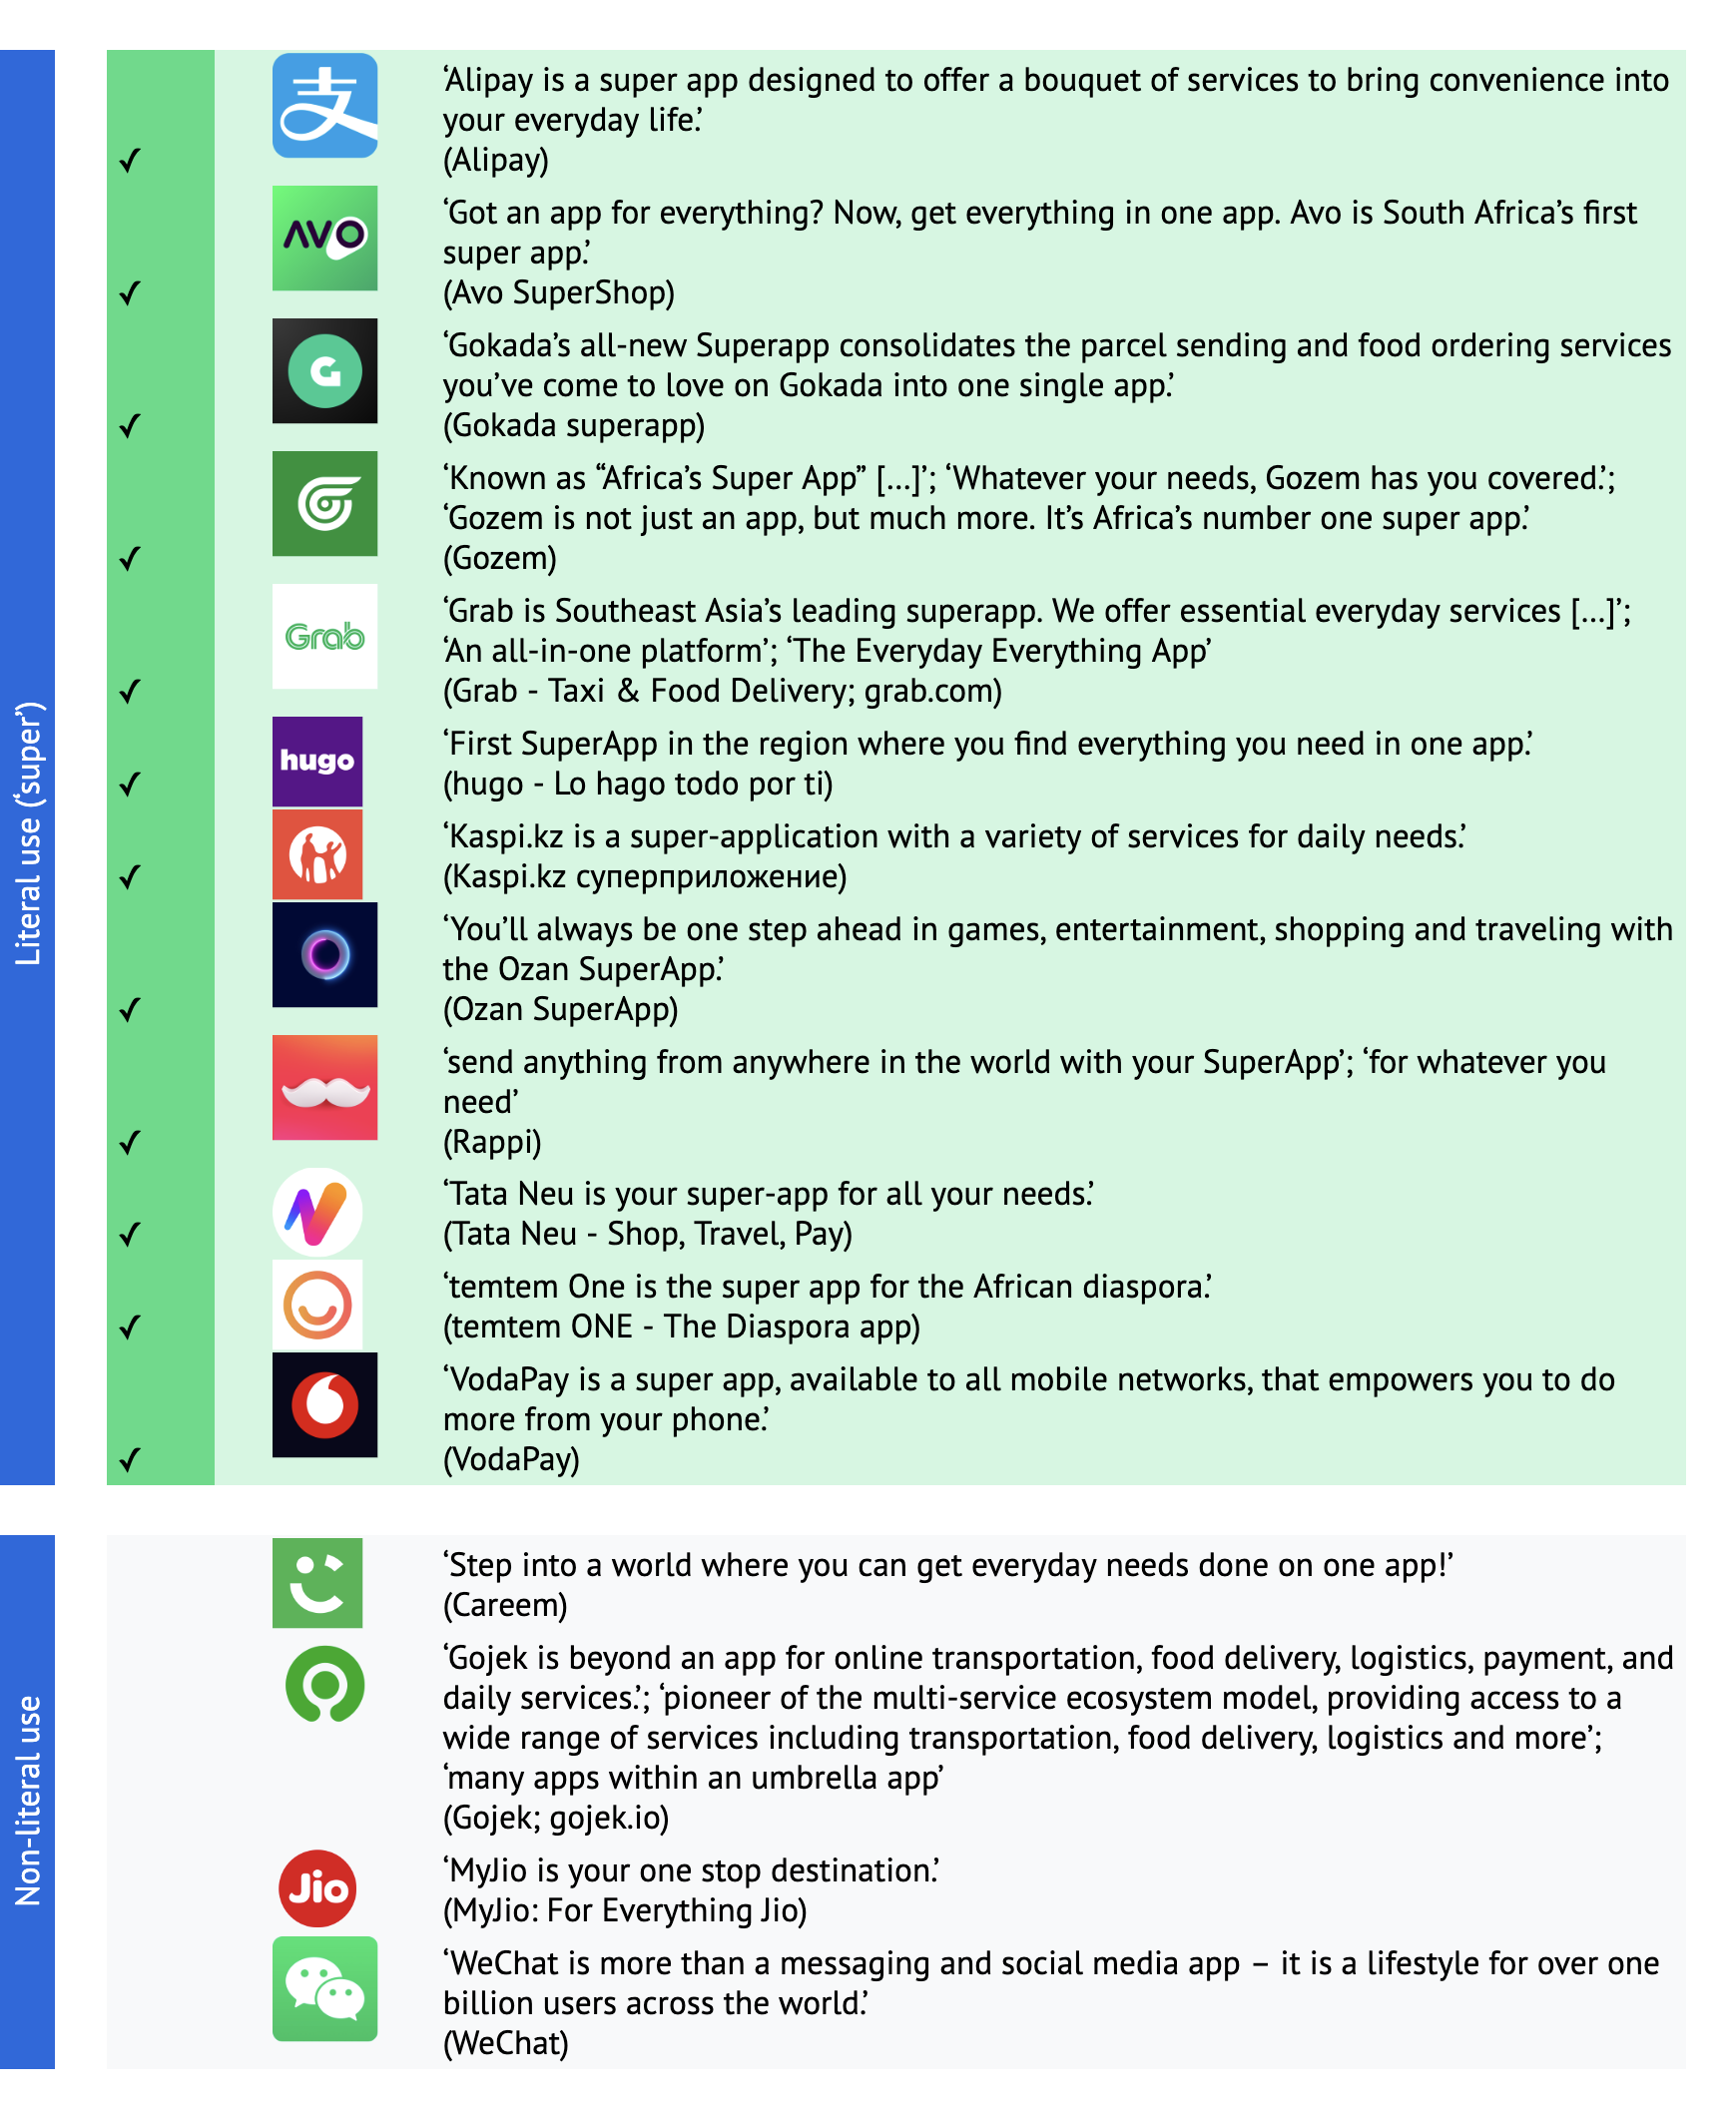 Literal use (‘super’)
支
‘Alipay is a super app designed to offer a bouquet of services to bring convenience into
your everyday life.’
✓
(Alipay)
AVO
‘Got an app for everything? Now, get everything in one app. Avo is South Africa’s first
super app.’
✓
(Avo SuperShop)
G
‘Gokada’s all-new Superapp consolidates the parcel sending and food ordering services
you’ve come to love on Gokada into one single app.’
✓
(Gokada superapp)
‘Known as “Africa’s Super App” [...]’; ‘Whatever your needs, Gozem has you covered.’;
‘Gozem is not just an app, but much more. It’s Africa’s number one super app.’
✓
(Gozem)
Grab
‘Grab is Southeast Asia’s leading superapp. We offer essential everyday services [...]’;
‘An all-in-one platform’; ‘The Everyday Everything App’
✓
(Grab - Taxi & Food Delivery; grab.com)
hugo
‘First SuperApp in the region where you find everything you need in one app.’
✓
(hugo - Lo hago todo por ti)
‘Kaspi.kz is a super-application with a variety of services for daily needs.’
✓
(Kaspi.kz суперприложение)
‘You’ll always be one step ahead in games, entertainment, shopping and traveling with
the Ozan SuperApp.’
✓
(Ozan SuperApp)
‘send anything from anywhere in the world with your SuperApp’; ‘for whatever you
need’
✓
(Rappi)
‘Tata Neu is your super-app for all your needs.’
✓
(Tata Neu - Shop, Travel, Pay)
‘temtem One is the super app for the African diaspora.’
✓
(temtem ONE - The Diaspora app)
‘VodaPay is a super app, available to all mobile networks, that empowers you to do
more from your phone.’
✓
(VodaPay)
Non-literal use
‘Step into a world where you can get everyday needs done on one app!’
(Careem)
‘Gojek is beyond an app for online transportation, food delivery, logistics, payment, and
daily services.’; ‘pioneer of the multi-service ecosystem model, providing access to a
wide range of services including transportation, food delivery, logistics and more’;
‘many apps within an umbrella app’
(Gojek; gojek.io)
Jio
‘MyJio is your one stop destination.’
(MyJio: For Everything Jio)
‘WeChat is more than a messaging and social media app – it is a lifestyle for over one
billion users across the world.’
(WeChat)